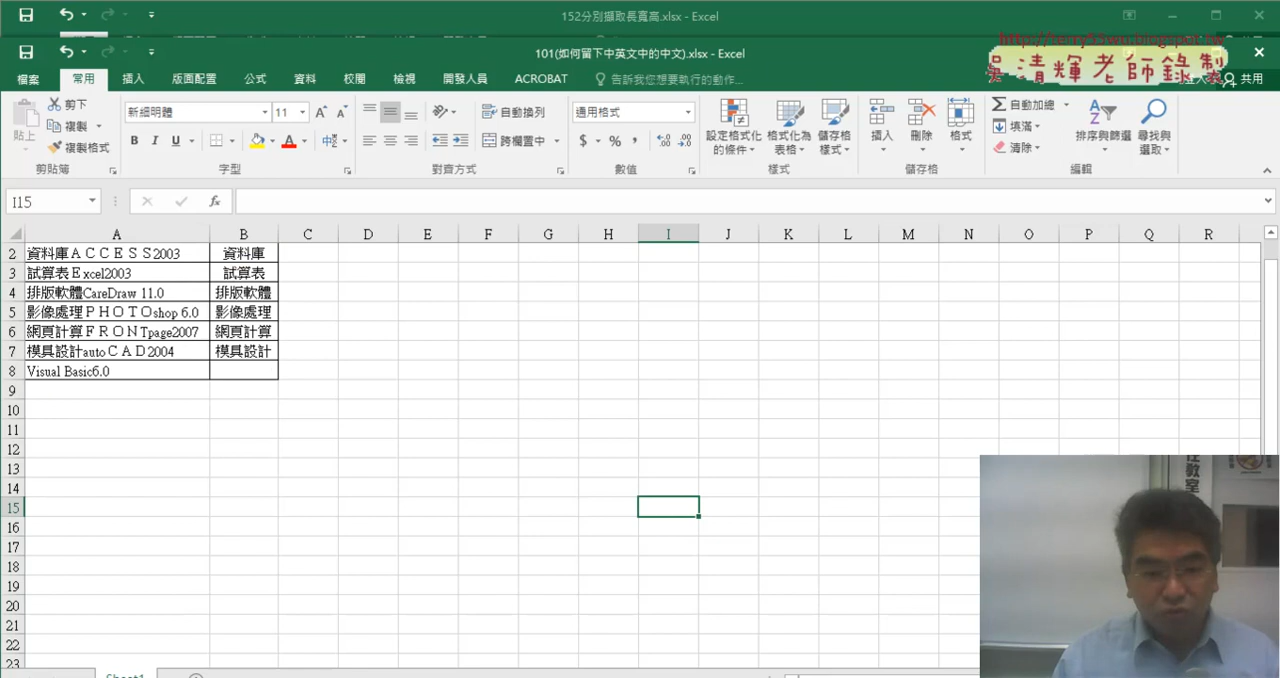 152分別擷取長寬高.xlsx - Excel
101(如何留下中英文中的中文).xlsx - Excel
http://terry55wu.blogspot.tw
吳清輝老師錄製
檔案 常用 插入 版面配置 公式 資料 校閱 檢視 開發人員 ACROBAT 告訴我您想要執行的動作... 共用
貼上 剪下 複製 複製格式
新細明體 11
B I U 中
自動換列 跨欄置中
通用格式
$ % ,
設定格式化的條件 格式化為表格 儲存格樣式
插入 刪除 格式
自動加總 填滿 清除
排序與篩選 尋找與選取
剪貼簿 字型 對齊方式 數值 樣式 儲存格 編輯
I15 fx
A B C D E F G H I J K L M N O P Q R
2 資料庫ＡＣＣＥＳＳ2003 資料庫
3 試算表Ｅxcel2003 試算表
4 排版軟體CareDraw 11.0 排版軟體
5 影像處理ＰＨＯＴＯshop 6.0 影像處理
6 網頁計算ＦＲＯＮＴpage2007 網頁計算
7 模具設計autoＣＡＤ2004 模具設計
8 Visual Basic6.0
9
10
11
12
13
14
15
16
17
18
19
20
21
22
23
Sheet1
教室